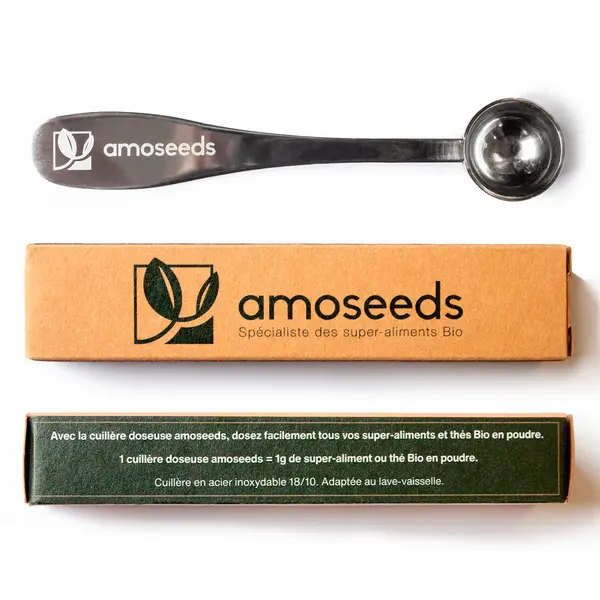 amoseeds
amoseeds
Spécialiste des super-aliments Bio
Avec la cuillère doseuse amoseeds, dosez facilement tous vos super-aliments et thés Bio en poudre.
1 cuillère doseuse amoseeds = 1g de super-aliment ou thé Bio en poudre.
Cuillère en acier inoxydable 18/10. Adaptée au lave-vaisselle.